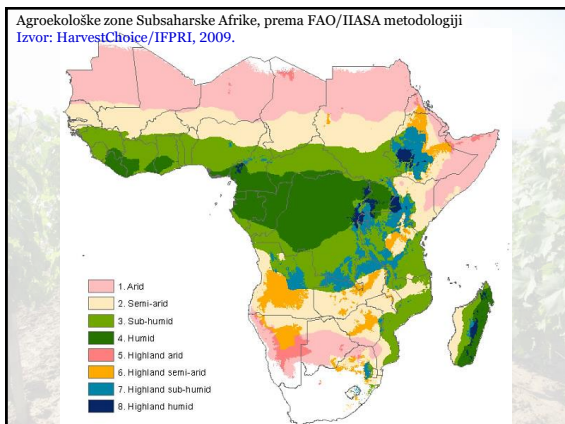 Agroekološke zone Subsaharske Afrike, prema FAO/IIASA metodologiji
Izvor: HarvestChoice/IFPRI, 2009.
1. Arid
2. Semi-arid
3. Sub-humid
4. Humid
5. Highland arid
6. Highland semi-arid
7. Highland sub-humid
8. Highland humid